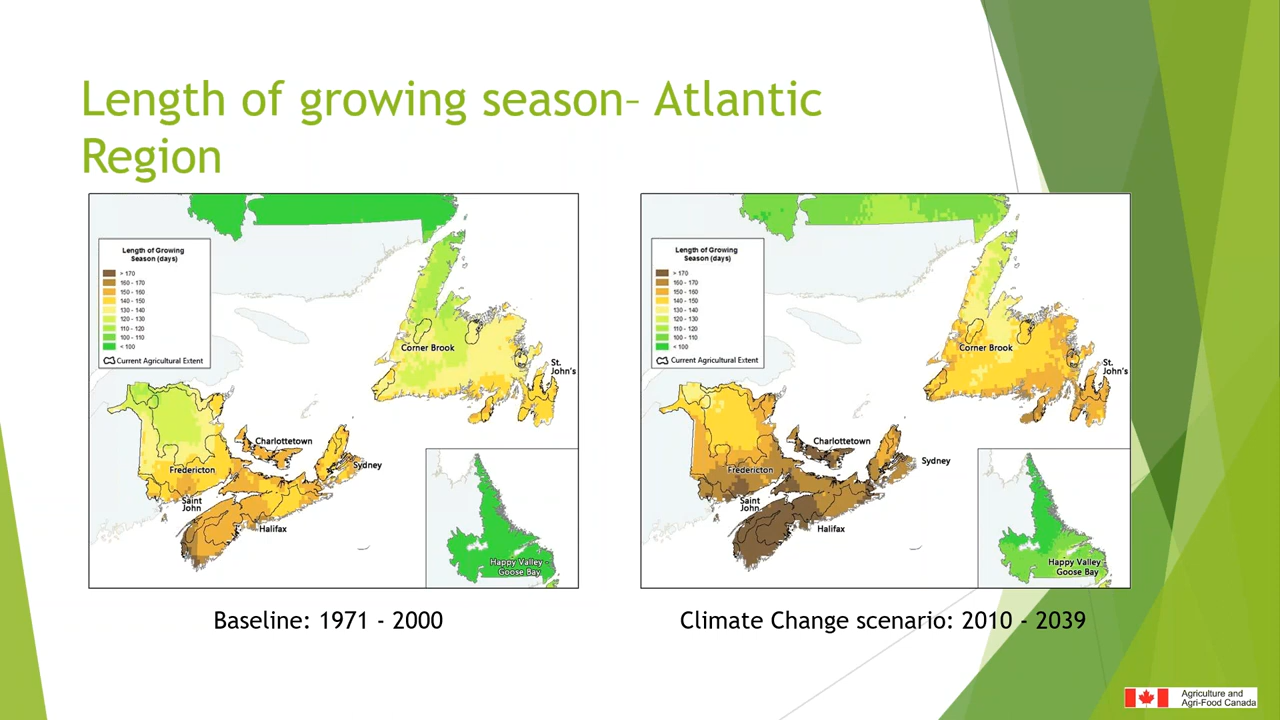 Length of growing season– Atlantic
Region
Length of Growing
Season (days)
> 170
160 - 170
150 - 160
140 - 150
130 - 140
120 - 130
110 - 120
100 - 110
< 100
Current Agricultural Extent
Corner Brook
St.
John's
Charlottetown
Sydney
Fredericton
Saint
John
Halifax
Happy Valley -
Goose Bay
Length of Growing
Season (days)
> 170
160 - 170
150 - 160
140 - 150
130 - 140
120 - 130
110 - 120
100 - 110
< 100
Current Agricultural Extent
Corner Brook
St.
John's
Charlottetown
Sydney
Fredericton
Saint
John
Halifax
Happy Valley -
Goose Bay
Baseline: 1971 - 2000
Climate Change scenario: 2010 - 2039
Agriculture and
Agri-Food Canada